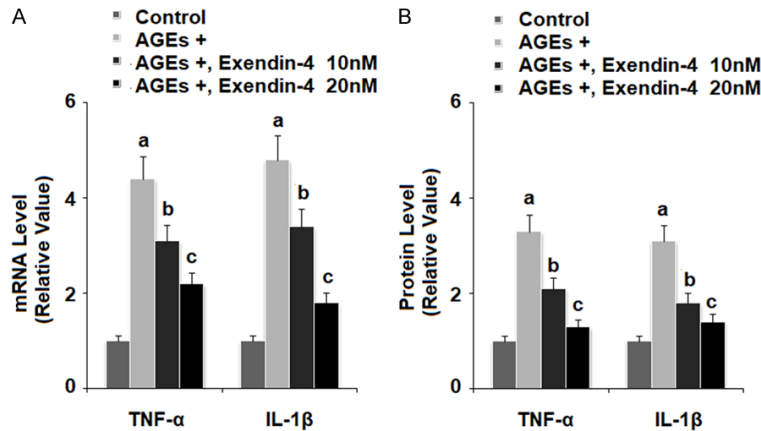 A
Control
AGEs +
AGEs +, Exendin-4 10nM
AGEs +, Exendin-4 20nM
mRNA Level
(Relative Value)
6
4
2
0
a
b
c
a
b
c
TNF-α
IL-1β
B
Control
AGEs +
AGEs +, Exendin-4 10nM
AGEs +, Exendin-4 20nM
Protein Level
(Relative Value)
6
4
2
0
a
b
c
a
b
c
TNF-α
IL-1β